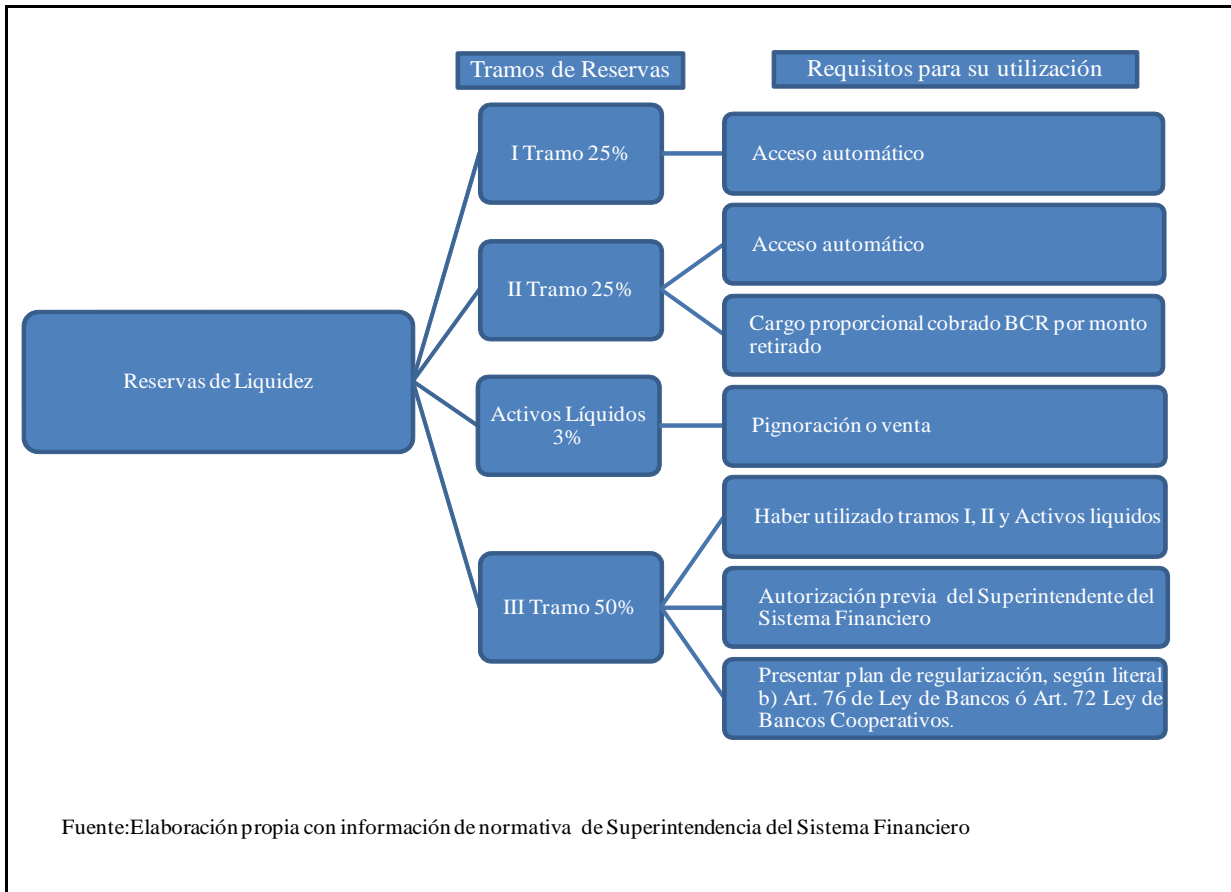 Tramos de Reservas
Requisitos para su utilización
I Tramo 25%
Acceso automático
II Tramo 25%
Acceso automático
Cargo proporcional cobrado BCR por monto
retirado
Reservas de Liquidez
Activos Líquidos
3%
Pignoración o venta
III Tramo 50%
Haber utilizado tramos I, II y Activos liquidos
Autorización previa del Superintendente del
Sistema Financiero
Presentar plan de regularización, según literal
b) Art. 76 de Ley de Bancos ó Art. 72 Ley de
Bancos Cooperativos.
Fuente:Elaboración propia con información de normativa de Superintendencia del Sistema Financiero